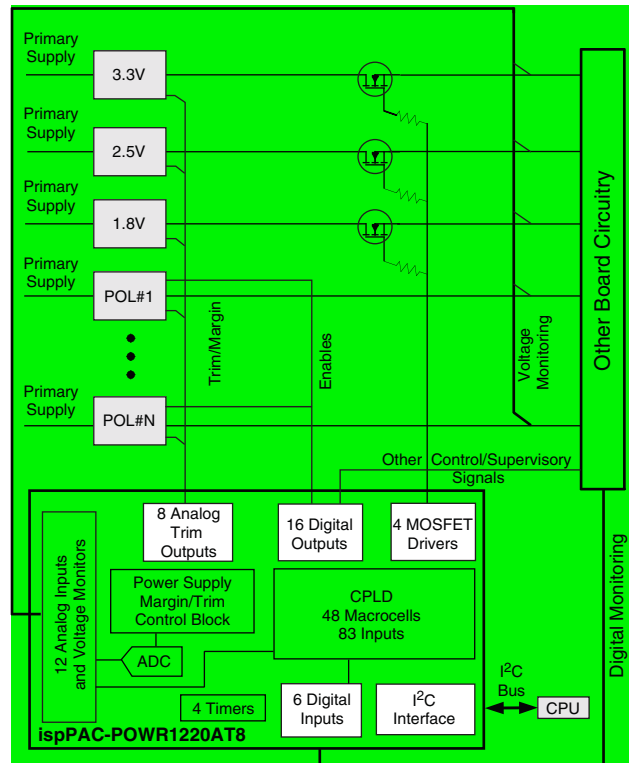 Primary
Supply
3.3V
Primary
Supply
2.5V
Primary
Supply
1.8V
Primary
Supply
POL#1
Primary
Supply
POL#N
Trim/Margin
Enables
Voltage
Monitoring
Other Board Circuitry
Other Control/Supervisory
Signals
8 Analog
Trim
Outputs
16 Digital
Outputs
4 MOSFET
Drivers
12 Analog Inputs
and Voltage Monitors
Power Supply
Margin/Trim
Control Block
ADC
CPLD
48 Macrocells
83 Inputs
4 Timers
6 Digital
Inputs
I2C
Interface
I2C
Bus
CPU
Digital Monitoring
ispPAC-POWR1220AT8